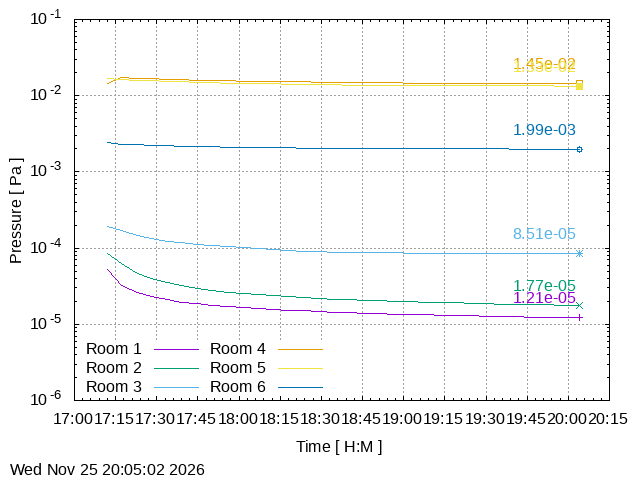 10^-1
10^-2
10^-3
10^-4
10^-5
10^-6
Pressure [ Pa ]
1.45e-02
1.99e-03
8.51e-05
1.77e-05
1.21e-05
Room 1 Room 4
Room 2 Room 5
Room 3 Room 6
17:00 17:15 17:30 17:45 18:00 18:15 18:30 18:45 19:00 19:15 19:30 19:45 20:00 20:15
Time [ H:M ]
Wed Nov 25 20:05:02 2026